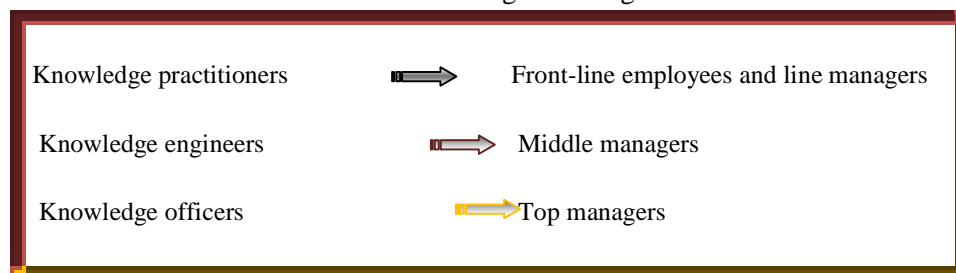 Knowledge practitioners Front-line employees and line managers
Knowledge engineers Middle managers
Knowledge officers Top managers